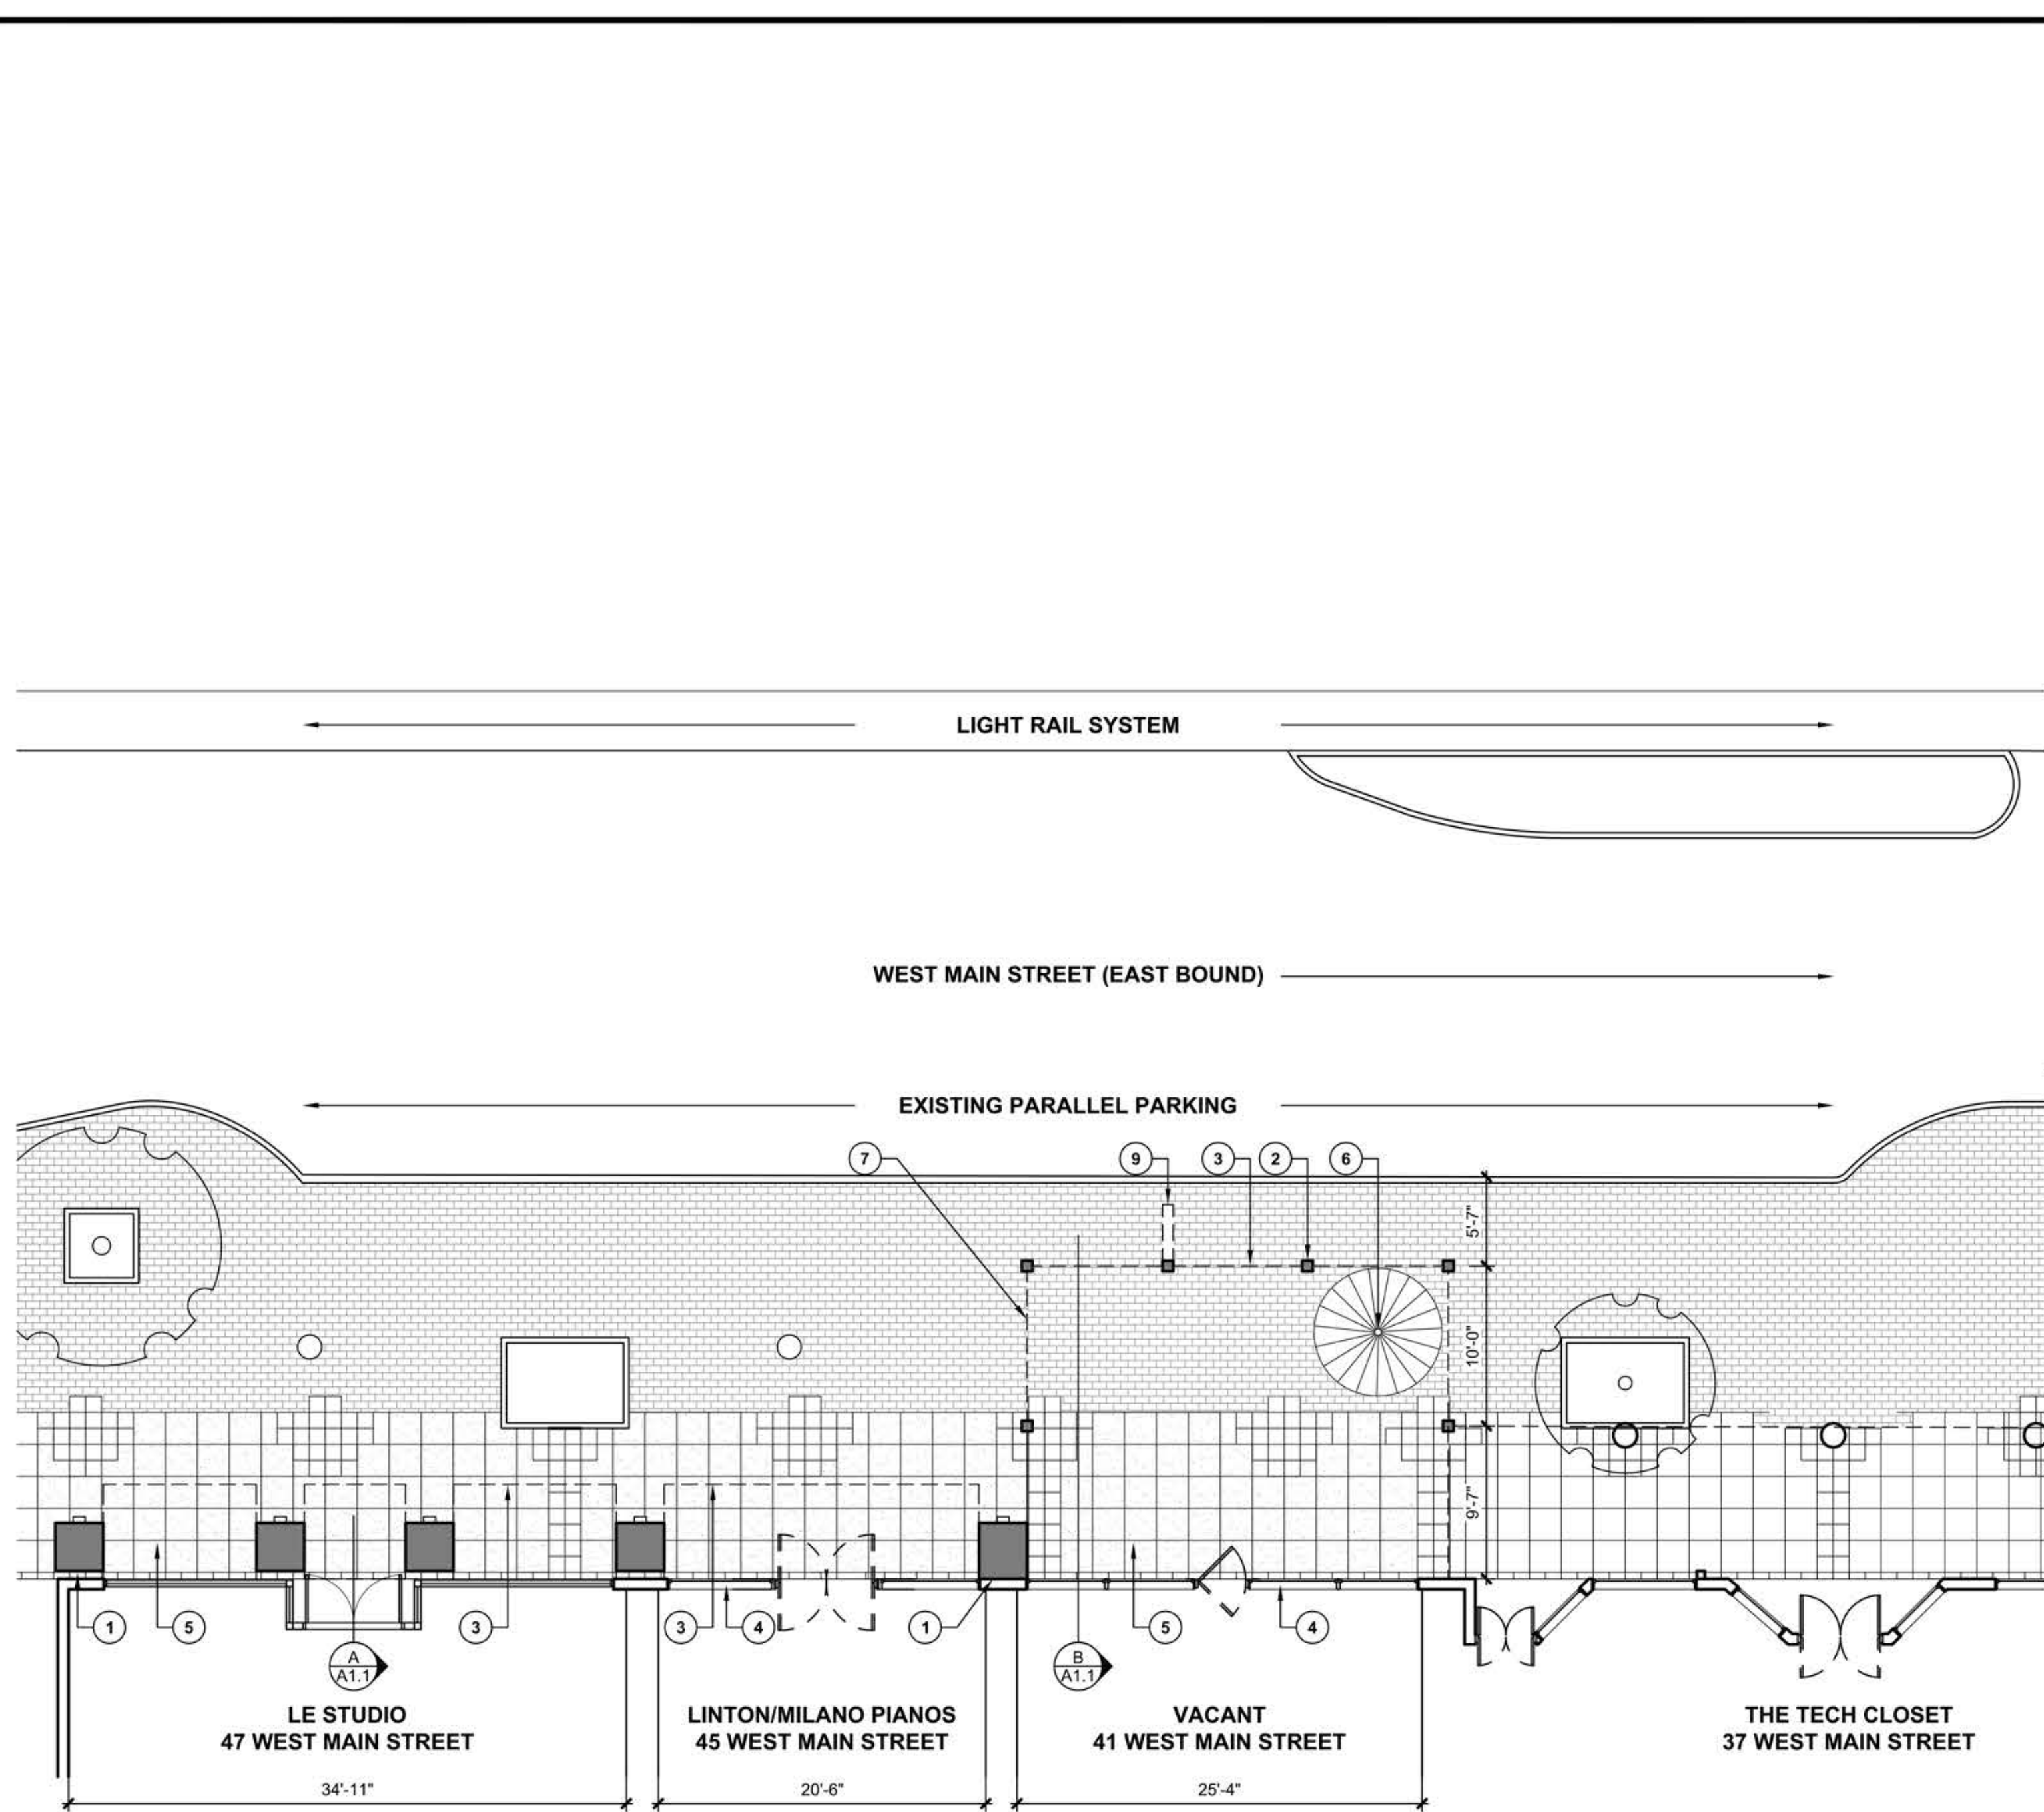 LIGHT RAIL SYSTEM
WEST MAIN STREET (EAST BOUND)
EXISTING PARALLEL PARKING
7
9
3
2
6
5'-7"
10'-0"
9'-7"
1
5
3
3
4
1
5
4
A
A1.1
B
A1.1
LE STUDIO
47 WEST MAIN STREET
LINTON/MILANO PIANOS
45 WEST MAIN STREET
VACANT
41 WEST MAIN STREET
THE TECH CLOSET
37 WEST MAIN STREET
34'-11"
20'-6"
25'-4"